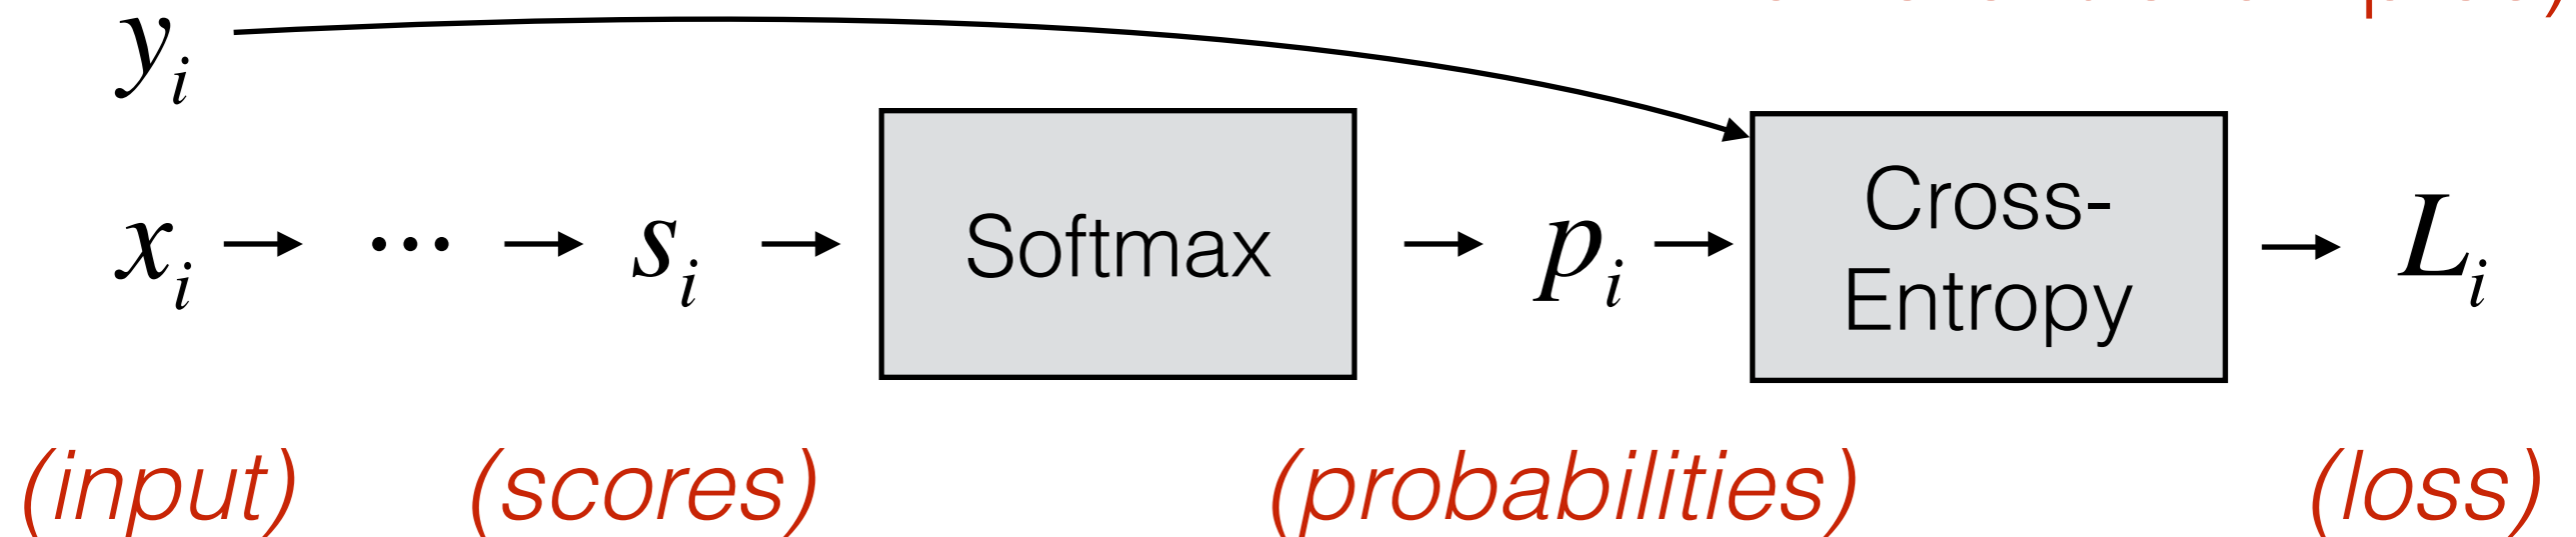 y_i
x_i → ··· → s_i → Softmax → p_i → Cross-
Entropy → L_i
(input) (scores) (probabilities) (loss)